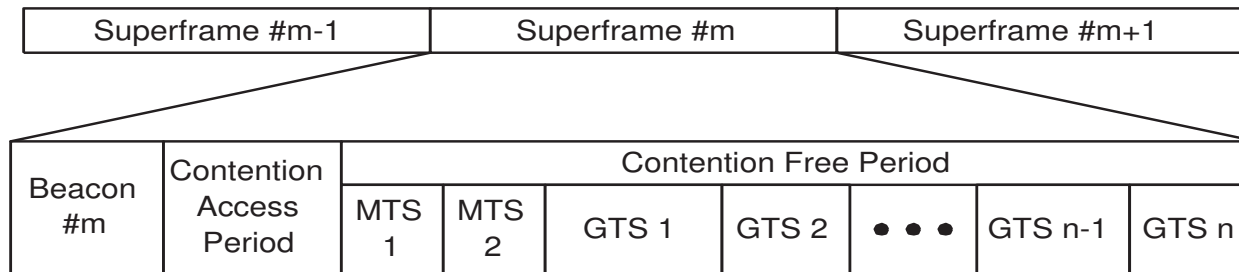 Superframe #m-1
Superframe #m
Superframe #m+1
Beacon
#m
Contention
Access
Period
Contention Free Period
MTS
1
MTS
2
GTS 1
GTS 2
GTS n-1
GTS n